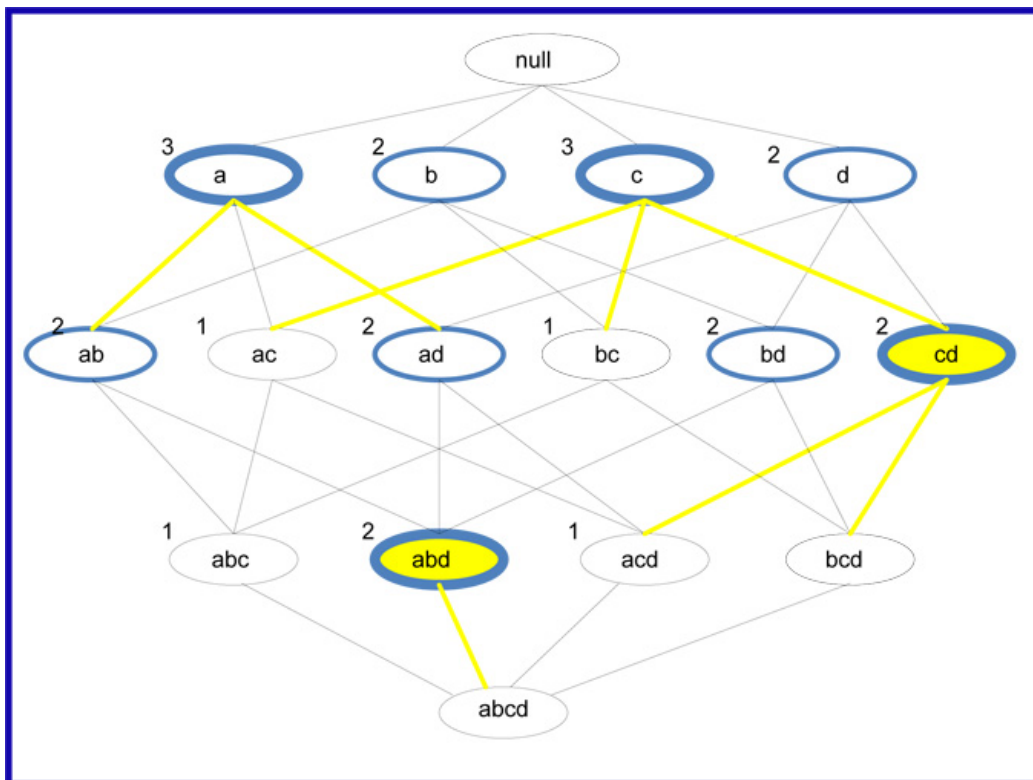 null
3 a 2 b 3 c 2 d
2 ab 1 ac 2 ad 1 bc 2 bd 2 cd
1 abc 2 abd 1 acd bcd
abcd